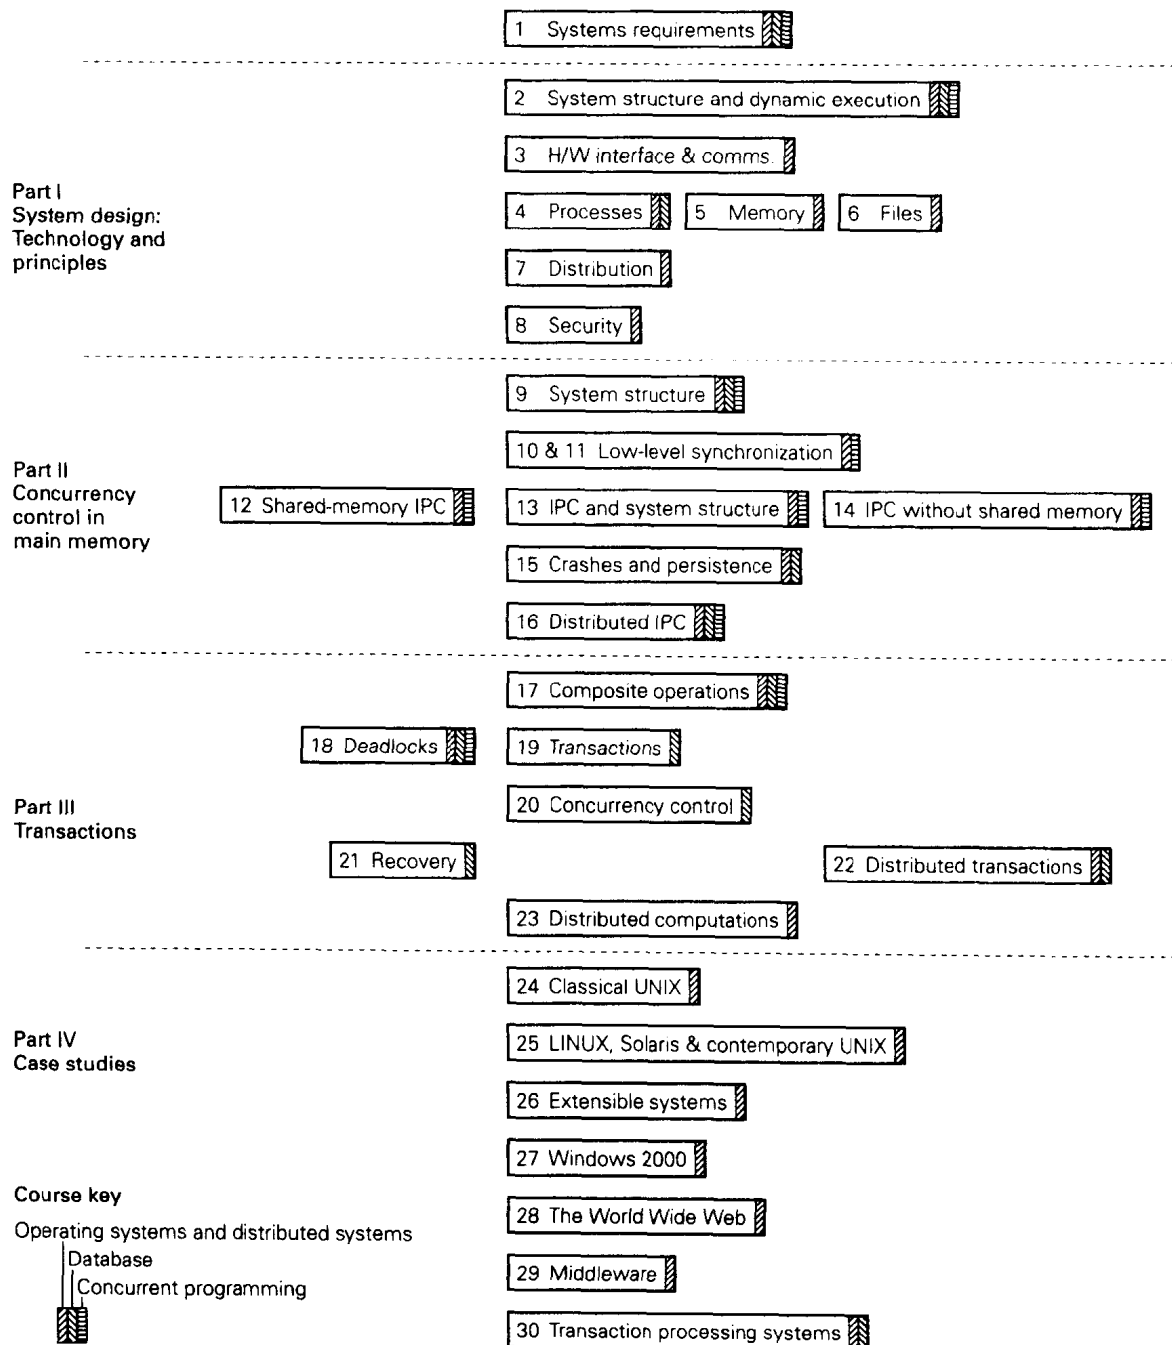 1 Systems requirements
2 System structure and dynamic execution
3 H/W interface & comms.
Part I
System design:
Technology and
principles
4 Processes
5 Memory
6 Files
7 Distribution
8 Security
9 System structure
10 & 11 Low-level synchronization
Part II
Concurrency
control in
main memory
12 Shared-memory IPC
13 IPC and system structure
14 IPC without shared memory
15 Crashes and persistence
16 Distributed IPC
17 Composite operations
18 Deadlocks
19 Transactions
Part III
Transactions
20 Concurrency control
21 Recovery
22 Distributed transactions
23 Distributed computations
24 Classical UNIX
Part IV
Case studies
25 LINUX, Solaris & contemporary UNIX
26 Extensible systems
27 Windows 2000
28 The World Wide Web
29 Middleware
30 Transaction processing systems
Course key
Operating systems and distributed systems
Database
Concurrent programming